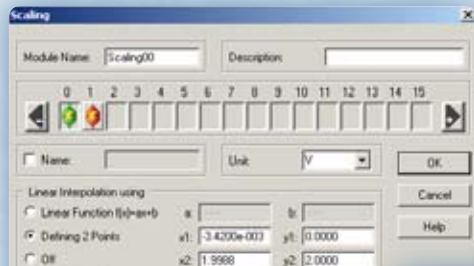 Scaling
Module Name: Scaling00 Description:
0 1 2 3 4 5 6 7 8 9 10 11 12 13 14 15
Name: Unit: V
OK
Linear Interpolation using
Cancel
Linear Function f(x)=ax+b a: b:
Help
Defining 2 Points x1: -3.4200e-003 y1: 0.0000
Off x2: 1.9988 y2: 2.0000